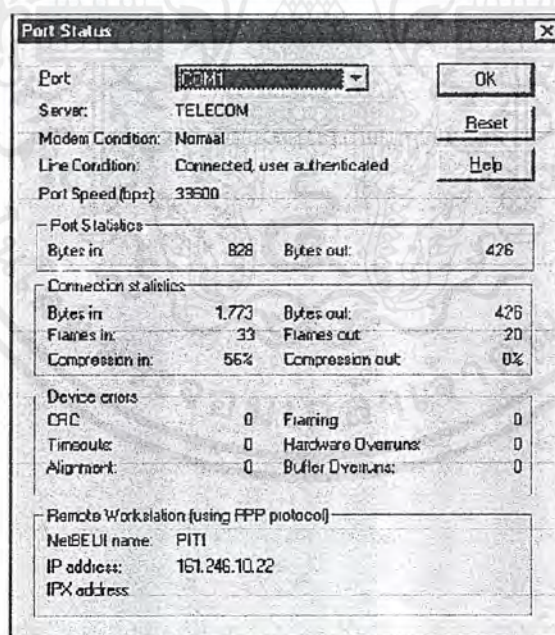 Port Status
Port: COM1 OK
Server: TELECOM
Reset
Modem Condition: Normal
Line Condition: Connected, user authenticated Help
Port Speed (bps): 33600
Port Statistics
Bytes in: 828 Bytes out: 426
Connection statistics
Bytes in: 1,773 Bytes out: 426
Frames in: 33 Frames out: 20
Compression in: 56% Compression out: 0%
Device errors
CRC 0 Framing 0
Timeouts: 0 Hardware Overruns: 0
Alignment: 0 Buffer Overruns: 0
Remote Workstation (using PPP protocol)
NetBEUI name: PITI
IP address: 161.246.10.22
IPX address